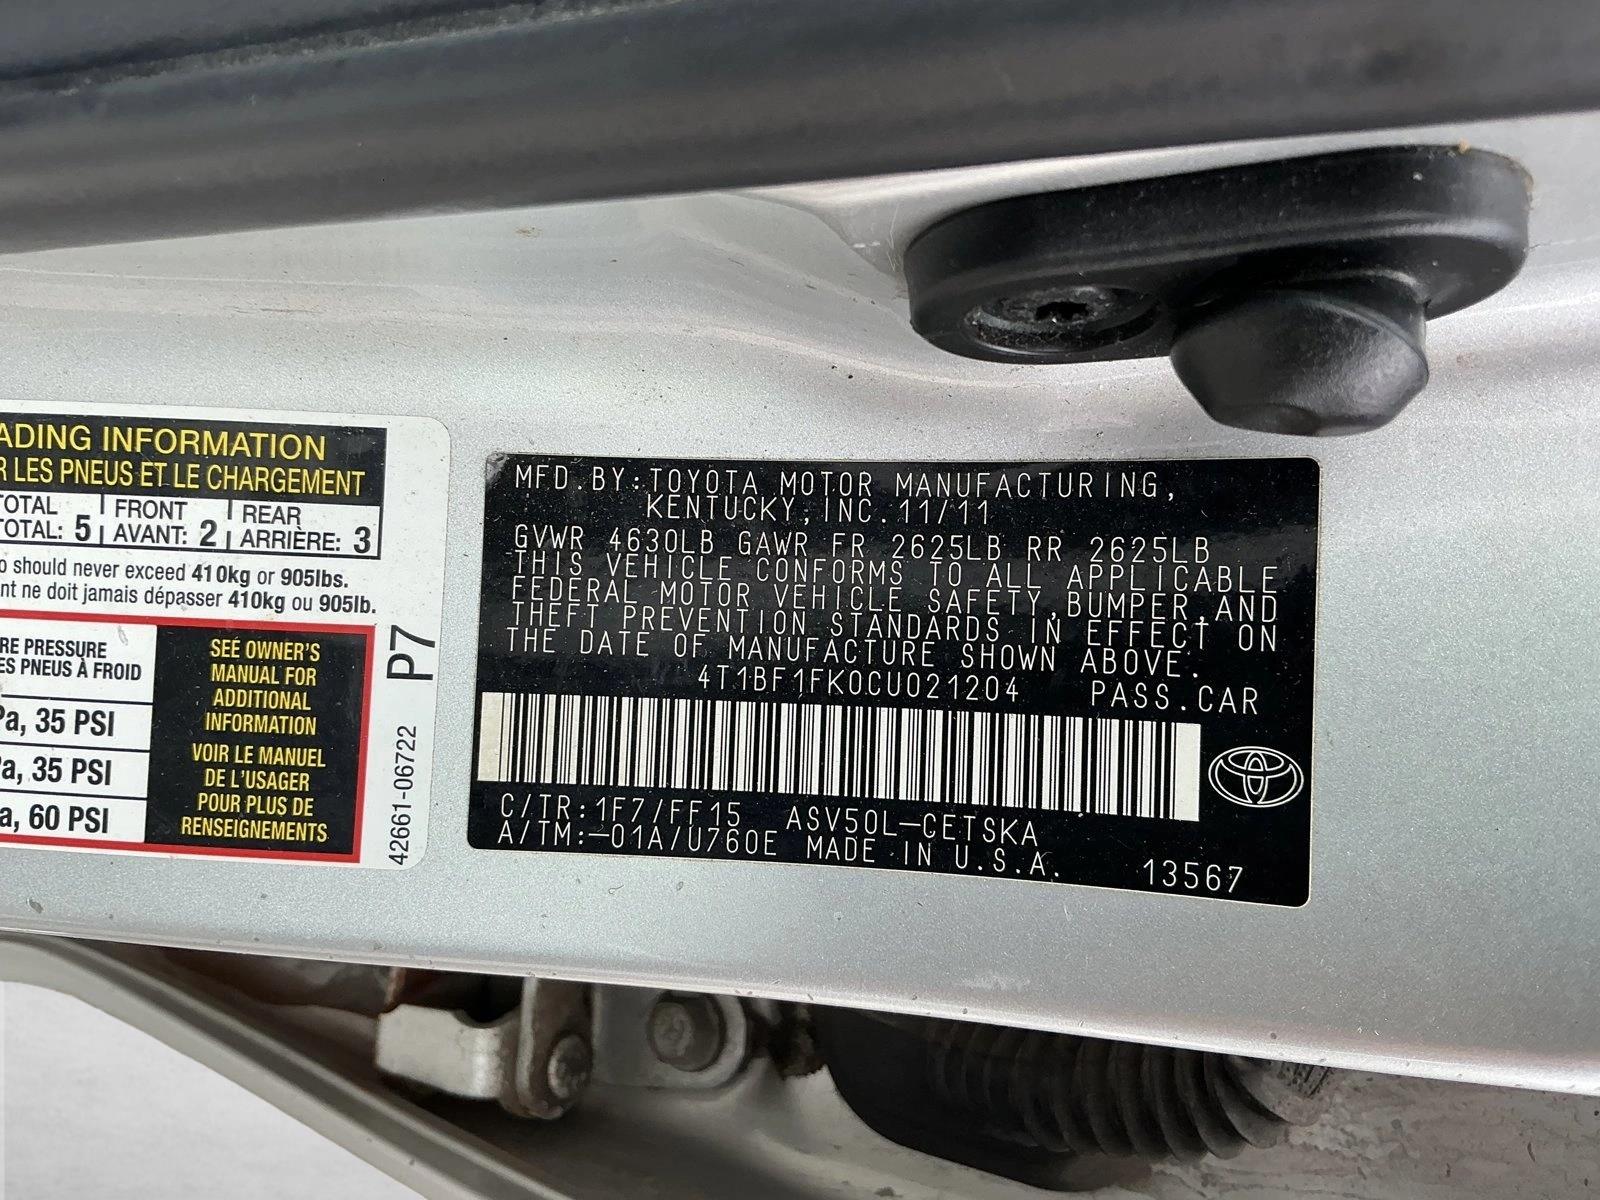 ADING INFORMATION
R LES PNEUS ET LE CHARGEMENT
TOTAL FRONT REAR
TOTAL: 5 AVANT: 2 ARRIÈRE: 3
should never exceed 410kg or 905lbs.
nt ne doit jamais dépasser 410kg ou 905lb.
RE PRESSURE
ES PNEUS À FROID
Pa, 35 PSI
a, 35 PSI
a, 60 PSI
SEE OWNER'S
MANUAL FOR
ADDITIONAL
INFORMATION
VOIR LE MANUEL
DE L'USAGER
POUR PLUS DE
RENSEIGNEMENTS
P7
42661-06722
MFD.BY:TOYOTA MOTOR MANUFACTURING,
KENTUCKY,INC.11/11
GVWR 4630LB GAWR FR 2625LB RR 2625LB
THIS VEHICLE CONFORMS TO ALL APPLICABLE
FEDERAL MOTOR VEHICLE SAFETY,BUMPER,AND
THEFT PREVENTION STANDARDS IN EFFECT ON
THE DATE OF MANUFACTURE SHOWN ABOVE.
4T1BF1FK0CU021204 PASS.CAR
C/TR:1F7/FF15 ASV50L-CETSKA
A/TM:-01A/U760E MADE IN U.S.A. 13567